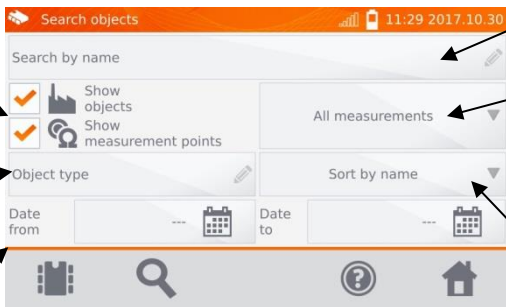 Search objects
11:29 2017.10.30
Search by name
Show
objects
Show
measurement points
All measurements
Object type
Sort by name
Date
from
---
Date
to
---
?